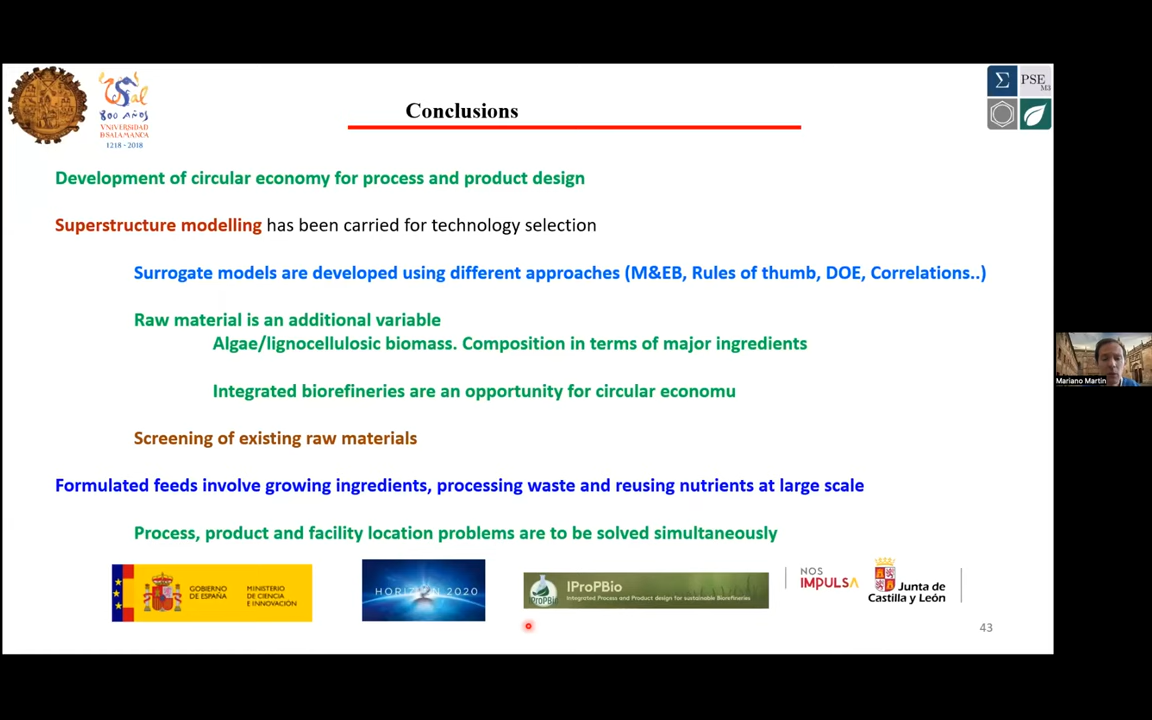 Conclusions
PSE
M3
800 AÑOS
VNIVERSIDAD
D SALAMANCA
1218 - 2018
Development of circular economy for process and product design
Superstructure modelling has been carried for technology selection
Surrogate models are developed using different approaches (M&EB, Rules of thumb, DOE, Correlations..)
Raw material is an additional variable
Algae/lignocellulosic biomass. Composition in terms of major ingredients
Integrated biorefineries are an opportunity for circular economu
Screening of existing raw materials
Formulated feeds involve growing ingredients, processing waste and reusing nutrients at large scale
Process, product and facility location problems are to be solved simultaneously
GOBIERNO
DE ESPAÑA
MINISTERIO
DE CIENCIA
E INNOVACIÓN
HORIZON 2020
IProPBio
IProPBio
Integrated Process and Product design for sustainable Biorefineries
NOS
IMPULSA
Junta de
Castilla y León
43
Mariano Martin